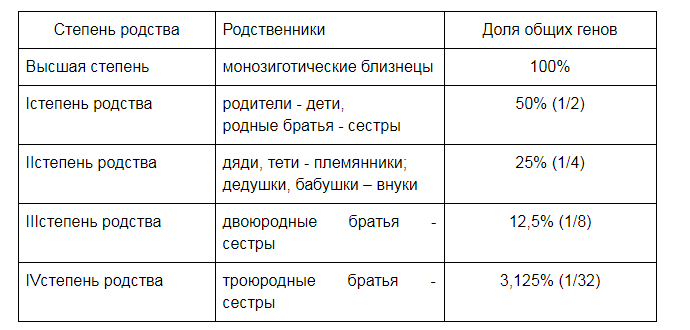 Степень родства Родственники Доля общих генов
Высшая степень монозиготические близнецы 100%
Iстепень родства родители - дети, 50% (1/2)
родные братья - сестры
IIстепень родства дяди, тети - племянники; 25% (1/4)
дедушки, бабушки – внуки
IIIстепень родства двоюродные братья - 12,5% (1/8)
сестры
IVстепень родства троюродные братья - 3,125% (1/32)
сестры